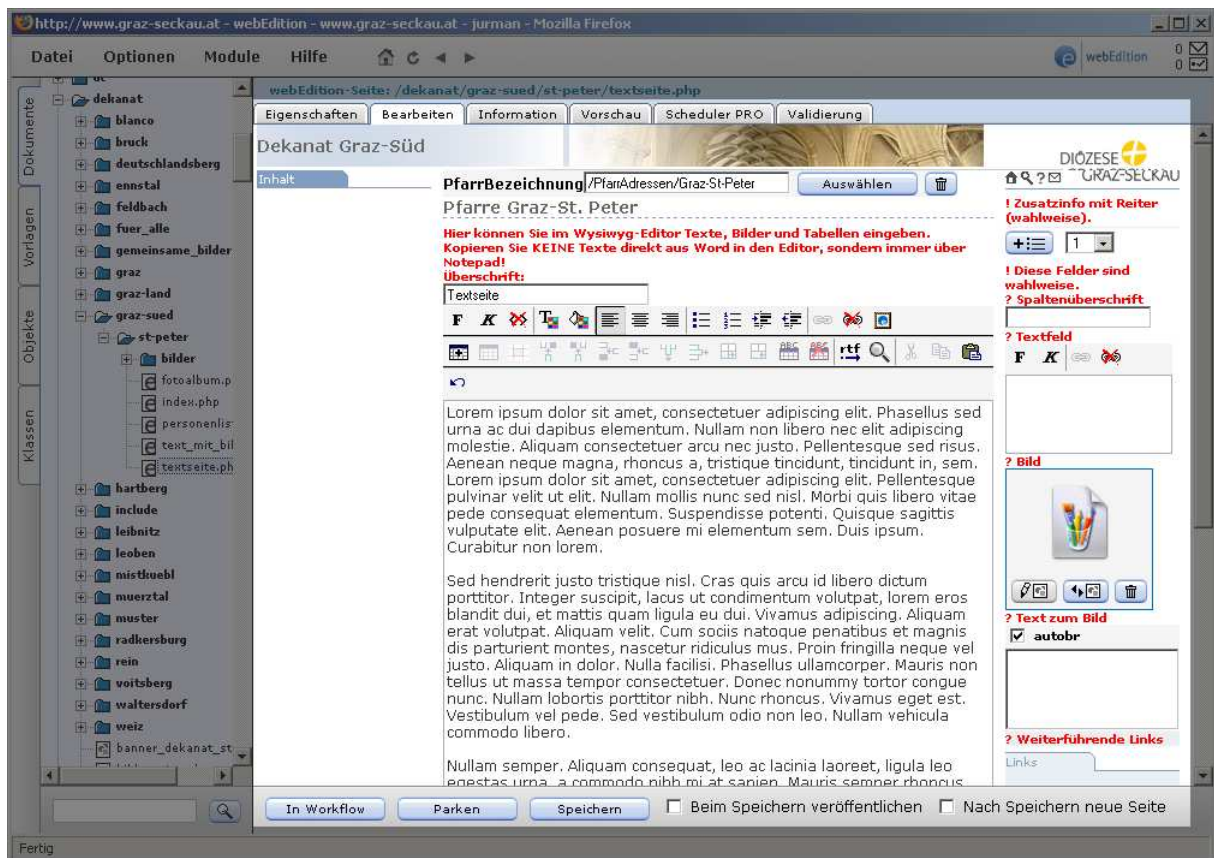 http://www.graz-seckau.at - webEdition - www.graz-seckau.at - jurman - Mozilla Firefox
Datei Optionen Module Hilfe
webEdition
0
0
Dokumente
Vorlagen
Objekte
Klassen
dekanat
blanco
bruck
deutschlandsberg
ennstal
feldbach
fuer_alle
gemeinsame_bilder
graz
graz-land
graz-sued
st-peter
bilder
fotoalbum.p
index.php
personenlis
text_mit_bil
textseite.ph
hartberg
include
leibnitz
leoben
mistkuebl
muerztal
muster
radkersburg
rein
voitsberg
waltersdorf
weiz
banner_dekanat_st
webEdition-Seite: /dekanat/graz-sued/st-peter/textseite.php
Eigenschaften Bearbeiten Information Vorschau Scheduler PRO Validierung
Dekanat Graz-Süd
DIÖZESE
GRAZ-SECKAU
Inhalt
PfarrBezeichnung /PfarrAdressen/Graz-St-Peter Auswählen
Pfarre Graz-St. Peter
Hier können Sie im Wysiwyg-Editor Texte, Bilder und Tabellen eingeben.
Kopieren Sie KEINE Texte direkt aus Word in den Editor, sondern immer über
Notepad!
Überschrift:
Textseite
F K
ABC ABC rtf
Lorem ipsum dolor sit amet, consectetuer adipiscing elit. Phasellus sed
urna ac dui dapibus elementum. Nullam non libero nec elit adipiscing
molestie. Aliquam consectetuer arcu nec justo. Pellentesque sed risus.
Aenean neque magna, rhoncus a, tristique tincidunt, tincidunt in, sem.
Lorem ipsum dolor sit amet, consectetuer adipiscing elit. Pellentesque
pulvinar velit ut elit. Nullam mollis nunc sed nisl. Morbi quis libero vitae
pede consequat elementum. Suspendisse potenti. Quisque sagittis
vulputate elit. Aenean posuere mi elementum sem. Duis ipsum.
Curabitur non lorem.
Sed hendrerit justo tristique nisl. Cras quis arcu id libero dictum
porttitor. Integer suscipit, lacus ut condimentum volutpat, lorem eros
blandit dui, et mattis quam ligula eu dui. Vivamus adipiscing. Aliquam
erat volutpat. Aliquam velit. Cum sociis natoque penatibus et magnis
dis parturient montes, nascetur ridiculus mus. Proin fringilla neque vel
justo. Aliquam in dolor. Nulla facilisi. Phasellus ullamcorper. Mauris non
tellus ut massa tempor consectetuer. Donec nonummy tortor congue
nunc. Nullam lobortis porttitor nibh. Nunc rhoncus. Vivamus eget est.
Vestibulum vel pede. Sed vestibulum odio non leo. Nullam vehicula
commodo libero.
Nullam semper. Aliquam consequat, leo ac lacinia laoreet, ligula leo
egestas urna, a commodo nibh mi at sapien. Mauris semper rhoncus
! Zusatzinfo mit Reiter
(wahlweise).
1
! Diese Felder sind
wahlweise.
? Spaltenüberschrift
? Textfeld
F K
? Bild
? Text zum Bild
autobr
? Weiterführende Links
Links
In Workflow Parken Speichern Beim Speichern veröffentlichen Nach Speichern neue Seite
Fertig